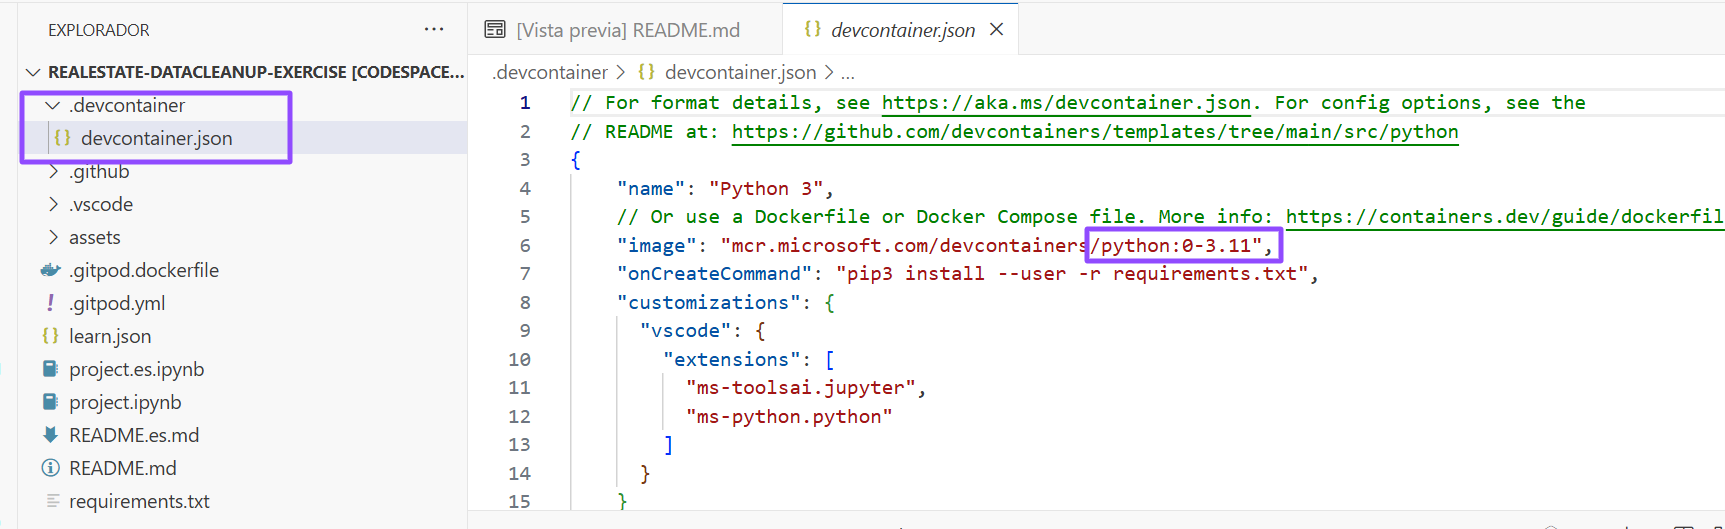 EXPLORADOR
REALESTATE-DATACLEANUP-EXERCISE [CODESPACE...
.devcontainer
{} devcontainer.json
.github
.vscode
assets
.gitpod.dockerfile
! .gitpod.yml
{} learn.json
project.es.ipynb
project.ipynb
README.es.md
README.md
requirements.txt
[Vista previa] README.md
{} devcontainer.json
.devcontainer > {} devcontainer.json > ...
1 // For format details, see https://aka.ms/devcontainer.json. For config options, see the
2 // README at: https://github.com/devcontainers/templates/tree/main/src/python
3 {
4 "name": "Python 3",
5 // Or use a Dockerfile or Docker Compose file. More info: https://containers.dev/guide/dockerfil
6 "image": "mcr.microsoft.com/devcontainers/python:0-3.11",
7 "onCreateCommand": "pip3 install --user -r requirements.txt",
8 "customizations": {
9 "vscode": {
10 "extensions": [
11 "ms-toolsai.jupyter",
12 "ms-python.python"
13 ]
14 }
15 }